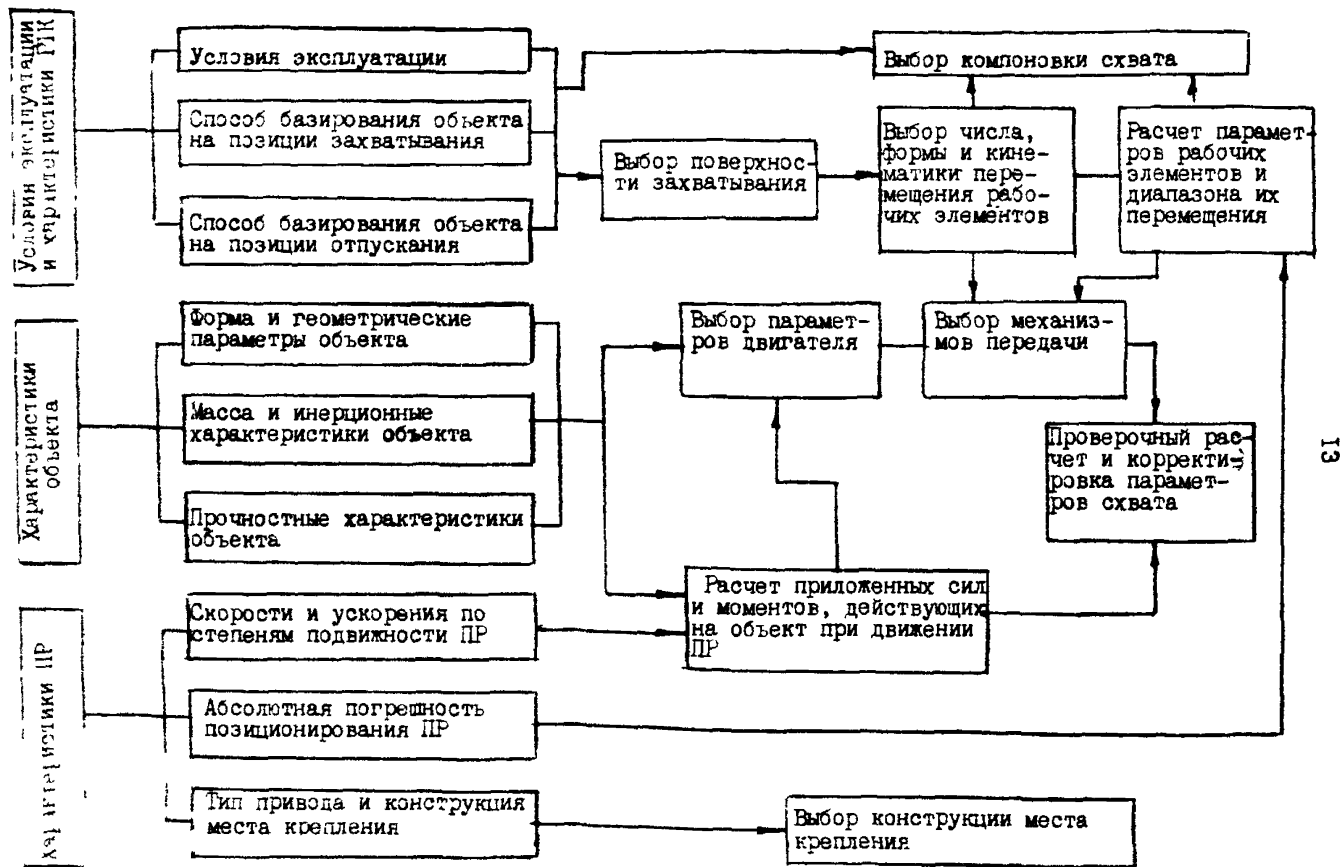 Условия эксплуатации
и характеристики РТК
Условия эксплуатации
Способ базирования объекта
на позиции захватывания
Способ базирования объекта
на позиции отпускания
Выбор поверхнос-
ти захватывания
Выбор компоновки схвата
Выбор числа,
формы и кине-
матики пере-
мещения рабо-
чих элементов
Расчет парамет-
ров рабочих
элементов и
диапазона их
перемещения
Характеристики
объекта
Форма и геометрические
параметры объекта
Масса и инерционные
характеристики объекта
Прочностные характеристики
объекта
Выбор парамет-
ров двигателя
Выбор механиз-
мов передачи
Проверочный рас-
чет и корректи-
ровка парамет-
ров схвата
13
Расчет приложенных сил
и моментов, действующих
на объект при движении
ПР
Характеристики ПР
Скорости и ускорения по
степеням подвижности ПР
Абсолютная погрешность
позиционирования ПР
Тип привода и конструкция
места крепления
Выбор конструкции места
крепления